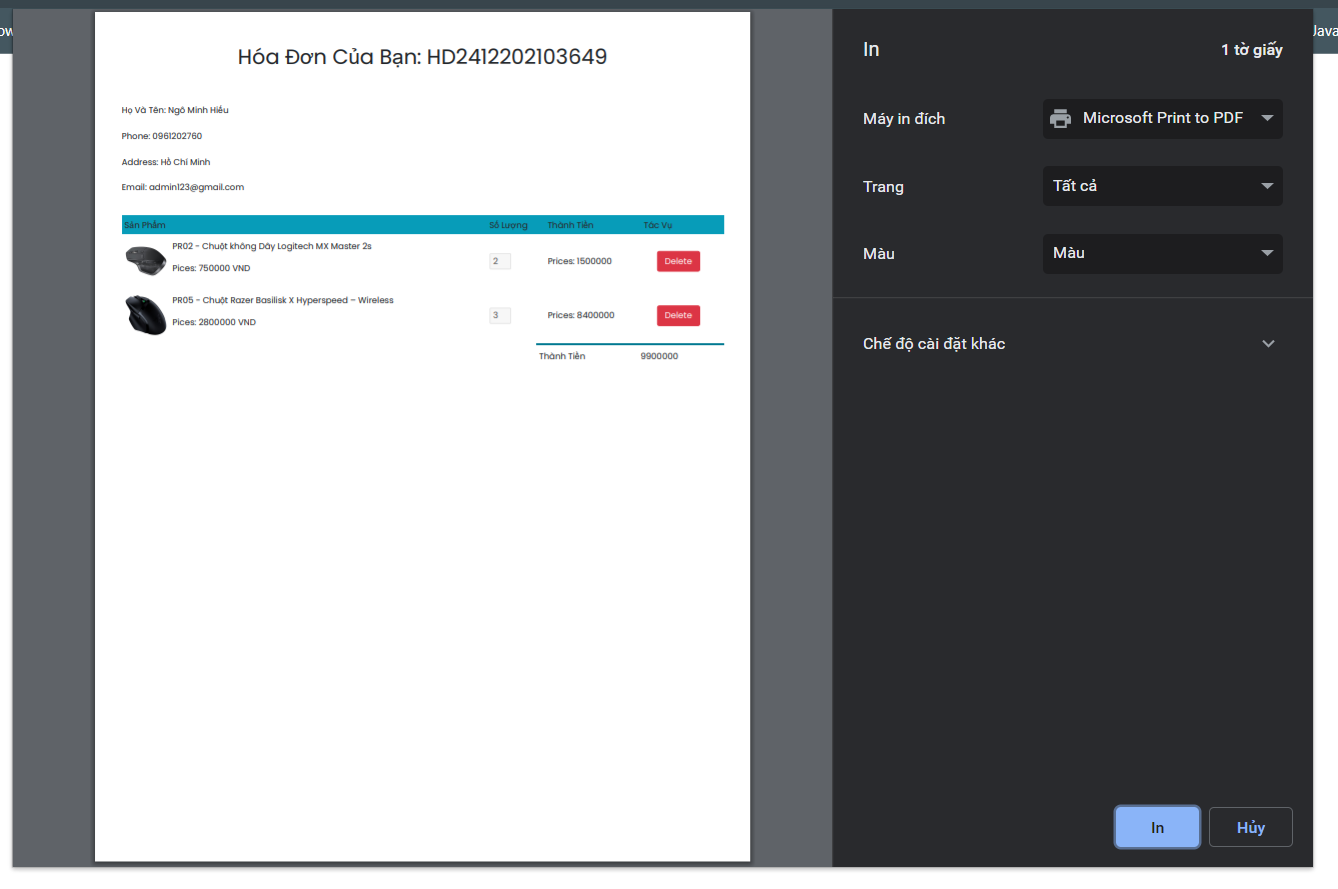 ow
Java
Hóa Đơn Của Bạn: HD2412202103649
Họ Và Tên: Ngô Minh Hiếu
Phone: 0961202760
Address: Hồ Chí Minh
Email: admin123@gmail.com
Sản Phẩm Số Lượng Thành Tiền Tác Vụ
PR02 - Chuột không Dây Logitech MX Master 2s
Pices: 750000 VND
2 Prices: 1500000 Delete
PR05 - Chuột Razer Basilisk X Hyperspeed – Wireless
Pices: 2800000 VND
3 Prices: 8400000 Delete
Thành Tiền 9900000
In 1 tờ giấy
Máy in đích Microsoft Print to PDF
Trang Tất cả
Màu Màu
Chế độ cài đặt khác
In Hủy